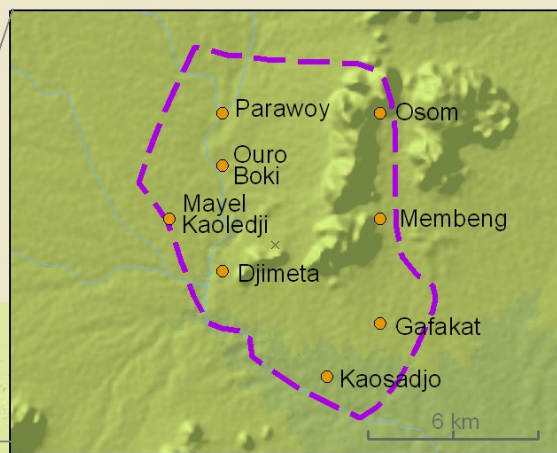 Parawoy
Osom
Ouro
Boki
Mayel
Kaoledji
Membeng
Djimeta
Gafakat
Kaosadjo
6 km